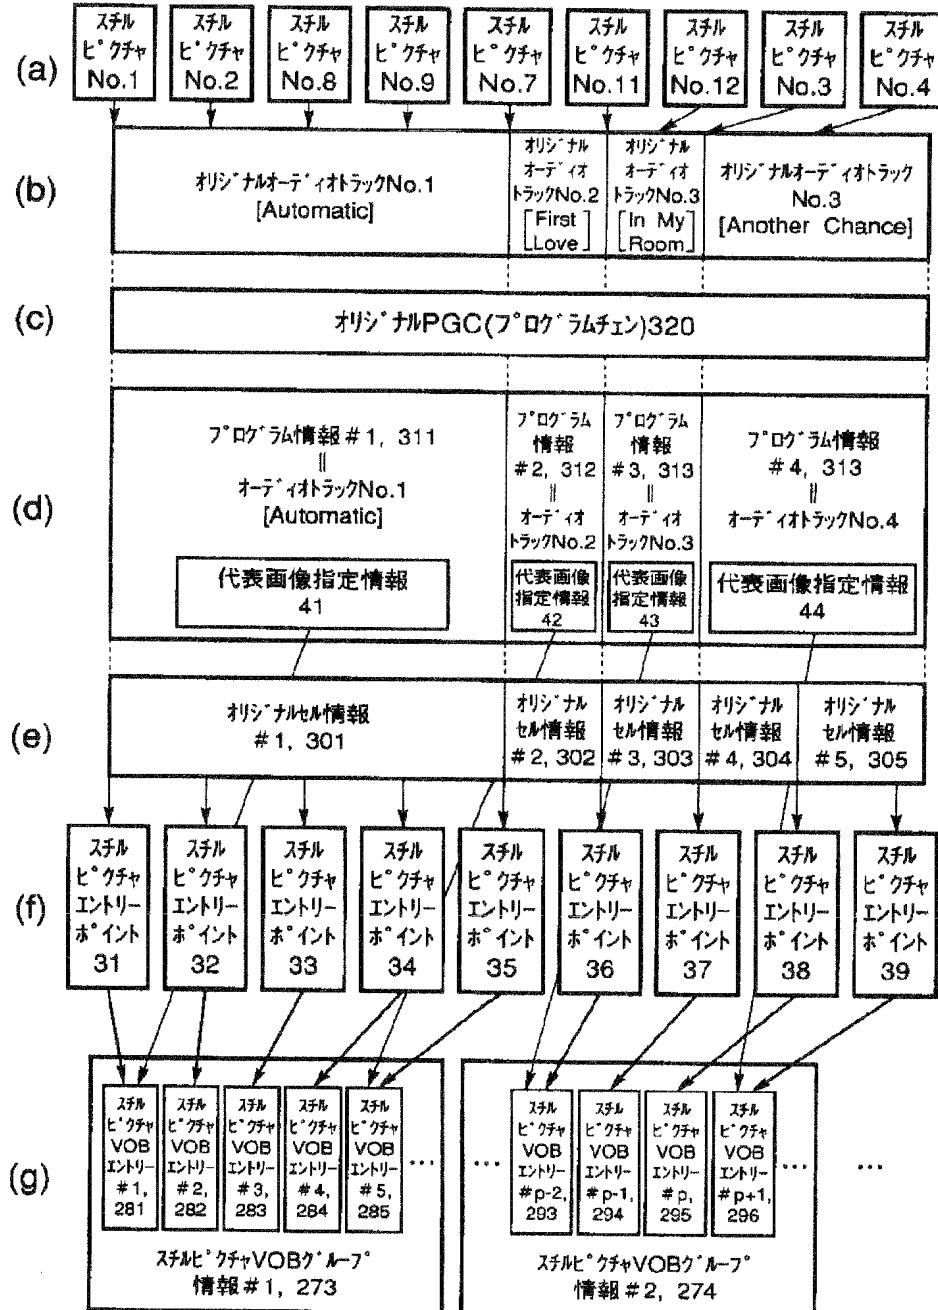 (a)
スチル
ピクチャ
No.1
スチル
ピクチャ
No.2
スチル
ピクチャ
No.8
スチル
ピクチャ
No.9
スチル
ピクチャ
No.7
スチル
ピクチャ
No.11
スチル
ピクチャ
No.12
スチル
ピクチャ
No.3
スチル
ピクチャ
No.4
(b)
オリジナルオーディオトラックNo.1
[Automatic]
オリジナル
オーディオ
トラックNo.2
[First
Love]
オリジナル
オーディオ
トラックNo.3
[In My
Room]
オリジナルオーディオトラック
No.3
[Another Chance]
(c)
オリジナルPGC(プログラムチェン)320
(d)
プログラム情報#1, 311
||
オーディオトラックNo.1
[Automatic]
代表画像指定情報
41
プログラム
情報
#2, 312
||
オーディオ
トラックNo.2
代表画像
指定情報
42
プログラム
情報
#3, 313
||
オーディオ
トラックNo.3
代表画像
指定情報
43
プログラム情報
#4, 313
||
オーディオトラックNo.4
代表画像指定情報
44
(e)
オリジナルセル情報
#1, 301
オリジナル
セル情報
#2, 302
オリジナル
セル情報
#3, 303
オリジナル
セル情報
#4, 304
オリジナル
セル情報
#5, 305
(f)
スチル
ピクチャ
エントリー
ポイント
31
スチル
ピクチャ
エントリー
ポイント
32
スチル
ピクチャ
エントリー
ポイント
33
スチル
ピクチャ
エントリー
ポイント
34
スチル
ピクチャ
エントリー
ポイント
35
スチル
ピクチャ
エントリー
ポイント
36
スチル
ピクチャ
エントリー
ポイント
37
スチル
ピクチャ
エントリー
ポイント
38
スチル
ピクチャ
エントリー
ポイント
39
(g)
スチル
ピクチャ
VOB
エントリー
#1,
281
スチル
ピクチャ
VOB
エントリー
#2,
282
スチル
ピクチャ
VOB
エントリー
#3,
283
スチル
ピクチャ
VOB
エントリー
#4,
284
スチル
ピクチャ
VOB
エントリー
#5,
285
...
スチルピクチャVOBグループ
情報#1, 273
...
スチル
ピクチャ
VOB
エントリー
#p-2,
293
スチル
ピクチャ
VOB
エントリー
#p-1,
294
スチル
ピクチャ
VOB
エントリー
#p,
295
スチル
ピクチャ
VOB
エントリー
#p+1,
296
...
スチルピクチャVOBグループ
情報#2, 274
...